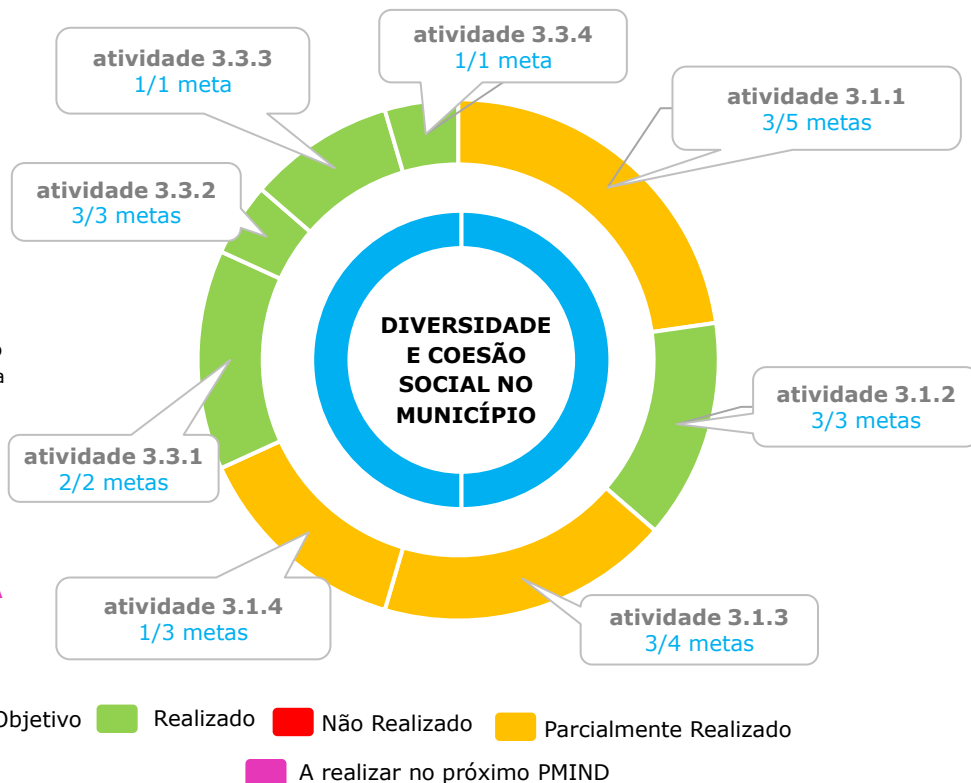 atividade 3.3.4
1/1 meta
atividade 3.3.3
1/1 meta
atividade 3.1.1
3/5 metas
atividade 3.3.2
3/3 metas
DIVERSIDADE
E COESÃO
SOCIAL NO
MUNICÍPIO
atividade 3.1.2
3/3 metas
atividade 3.3.1
2/2 metas
atividade 3.1.4
1/3 metas
atividade 3.1.3
3/4 metas
Objetivo
Realizado
Não Realizado
Parcialmente Realizado
A realizar no próximo PMIND